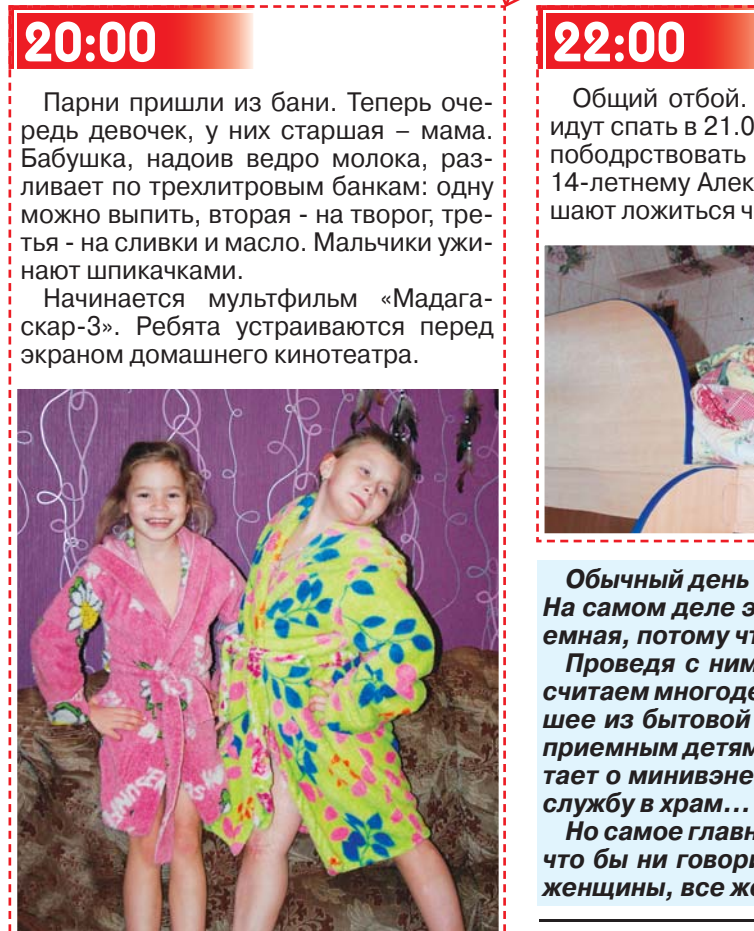 20:00
Парни пришли из бани. Теперь оче-
редь девочек, у них старшая – мама.
Бабушка, надоив ведро молока, раз-
ливает по трехлитровым банкам: одну
можно выпить, вторая - на творог, тре-
тья - на сливки и масло. Мальчики ужи-
нают шпикачками.
Начинается мультфильм «Мадага-
скар-3». Ребята устраиваются перед
экраном домашнего кинотеатра.
22:00
Общий отбой.
идут спать в 21.0
пободрствовать
14-летнему Алек
шают ложиться ч
Обычный день
На самом деле э
емная, потому чт
Проведя с ним
считаем многоде
шее из бытовой
приемным детям
тает о минивэне
службу в храм...
Но самое главн
что бы ни говори
женщины, все же